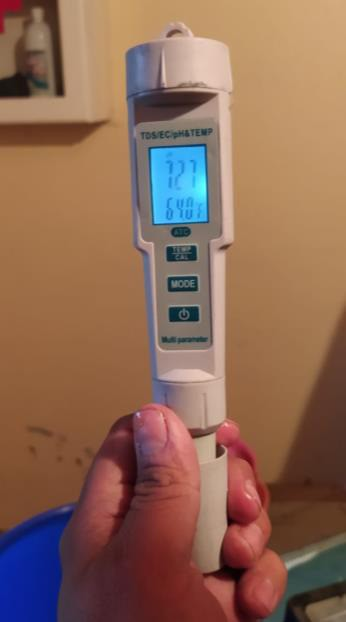 TDS/EC/pH&TEMP
7.27
64.0°F
ATC
TEMP
CAL
MODE
Multi parameter